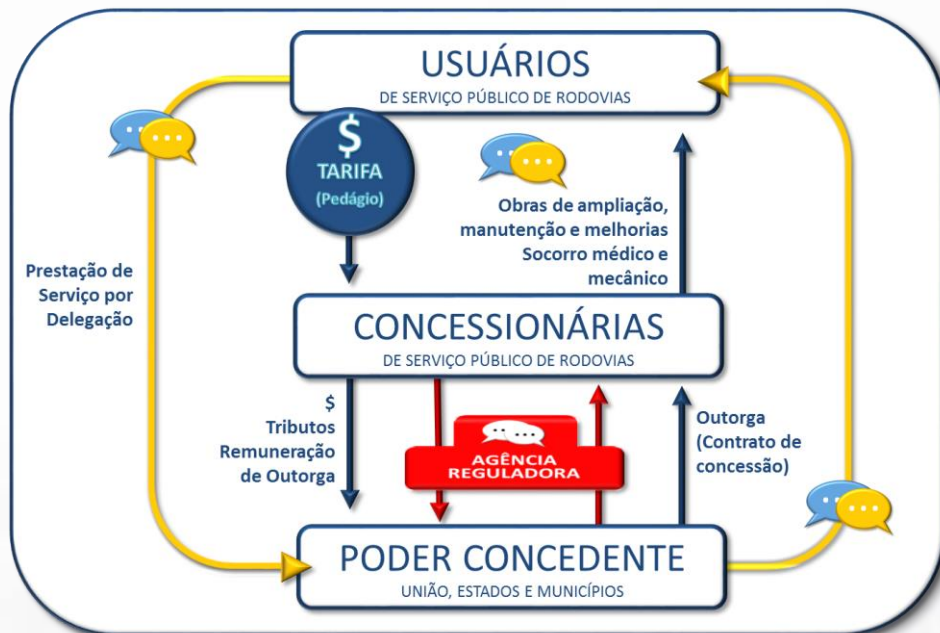 USUÁRIOS
DE SERVIÇO PÚBLICO DE RODOVIAS
$
TARIFA
(Pedágio)
Obras de ampliação,
manutenção e melhorias
Socorro médico e
mecânico
Prestação de
Serviço por
Delegação
CONCESSIONÁRIAS
DE SERVIÇO PÚBLICO DE RODOVIAS
$
Tributos
Remuneração
de Outorga
AGÊNCIA
REGULADORA
Outorga
(Contrato de
concessão)
PODER CONCEDENTE
UNIÃO, ESTADOS E MUNICÍPIOS